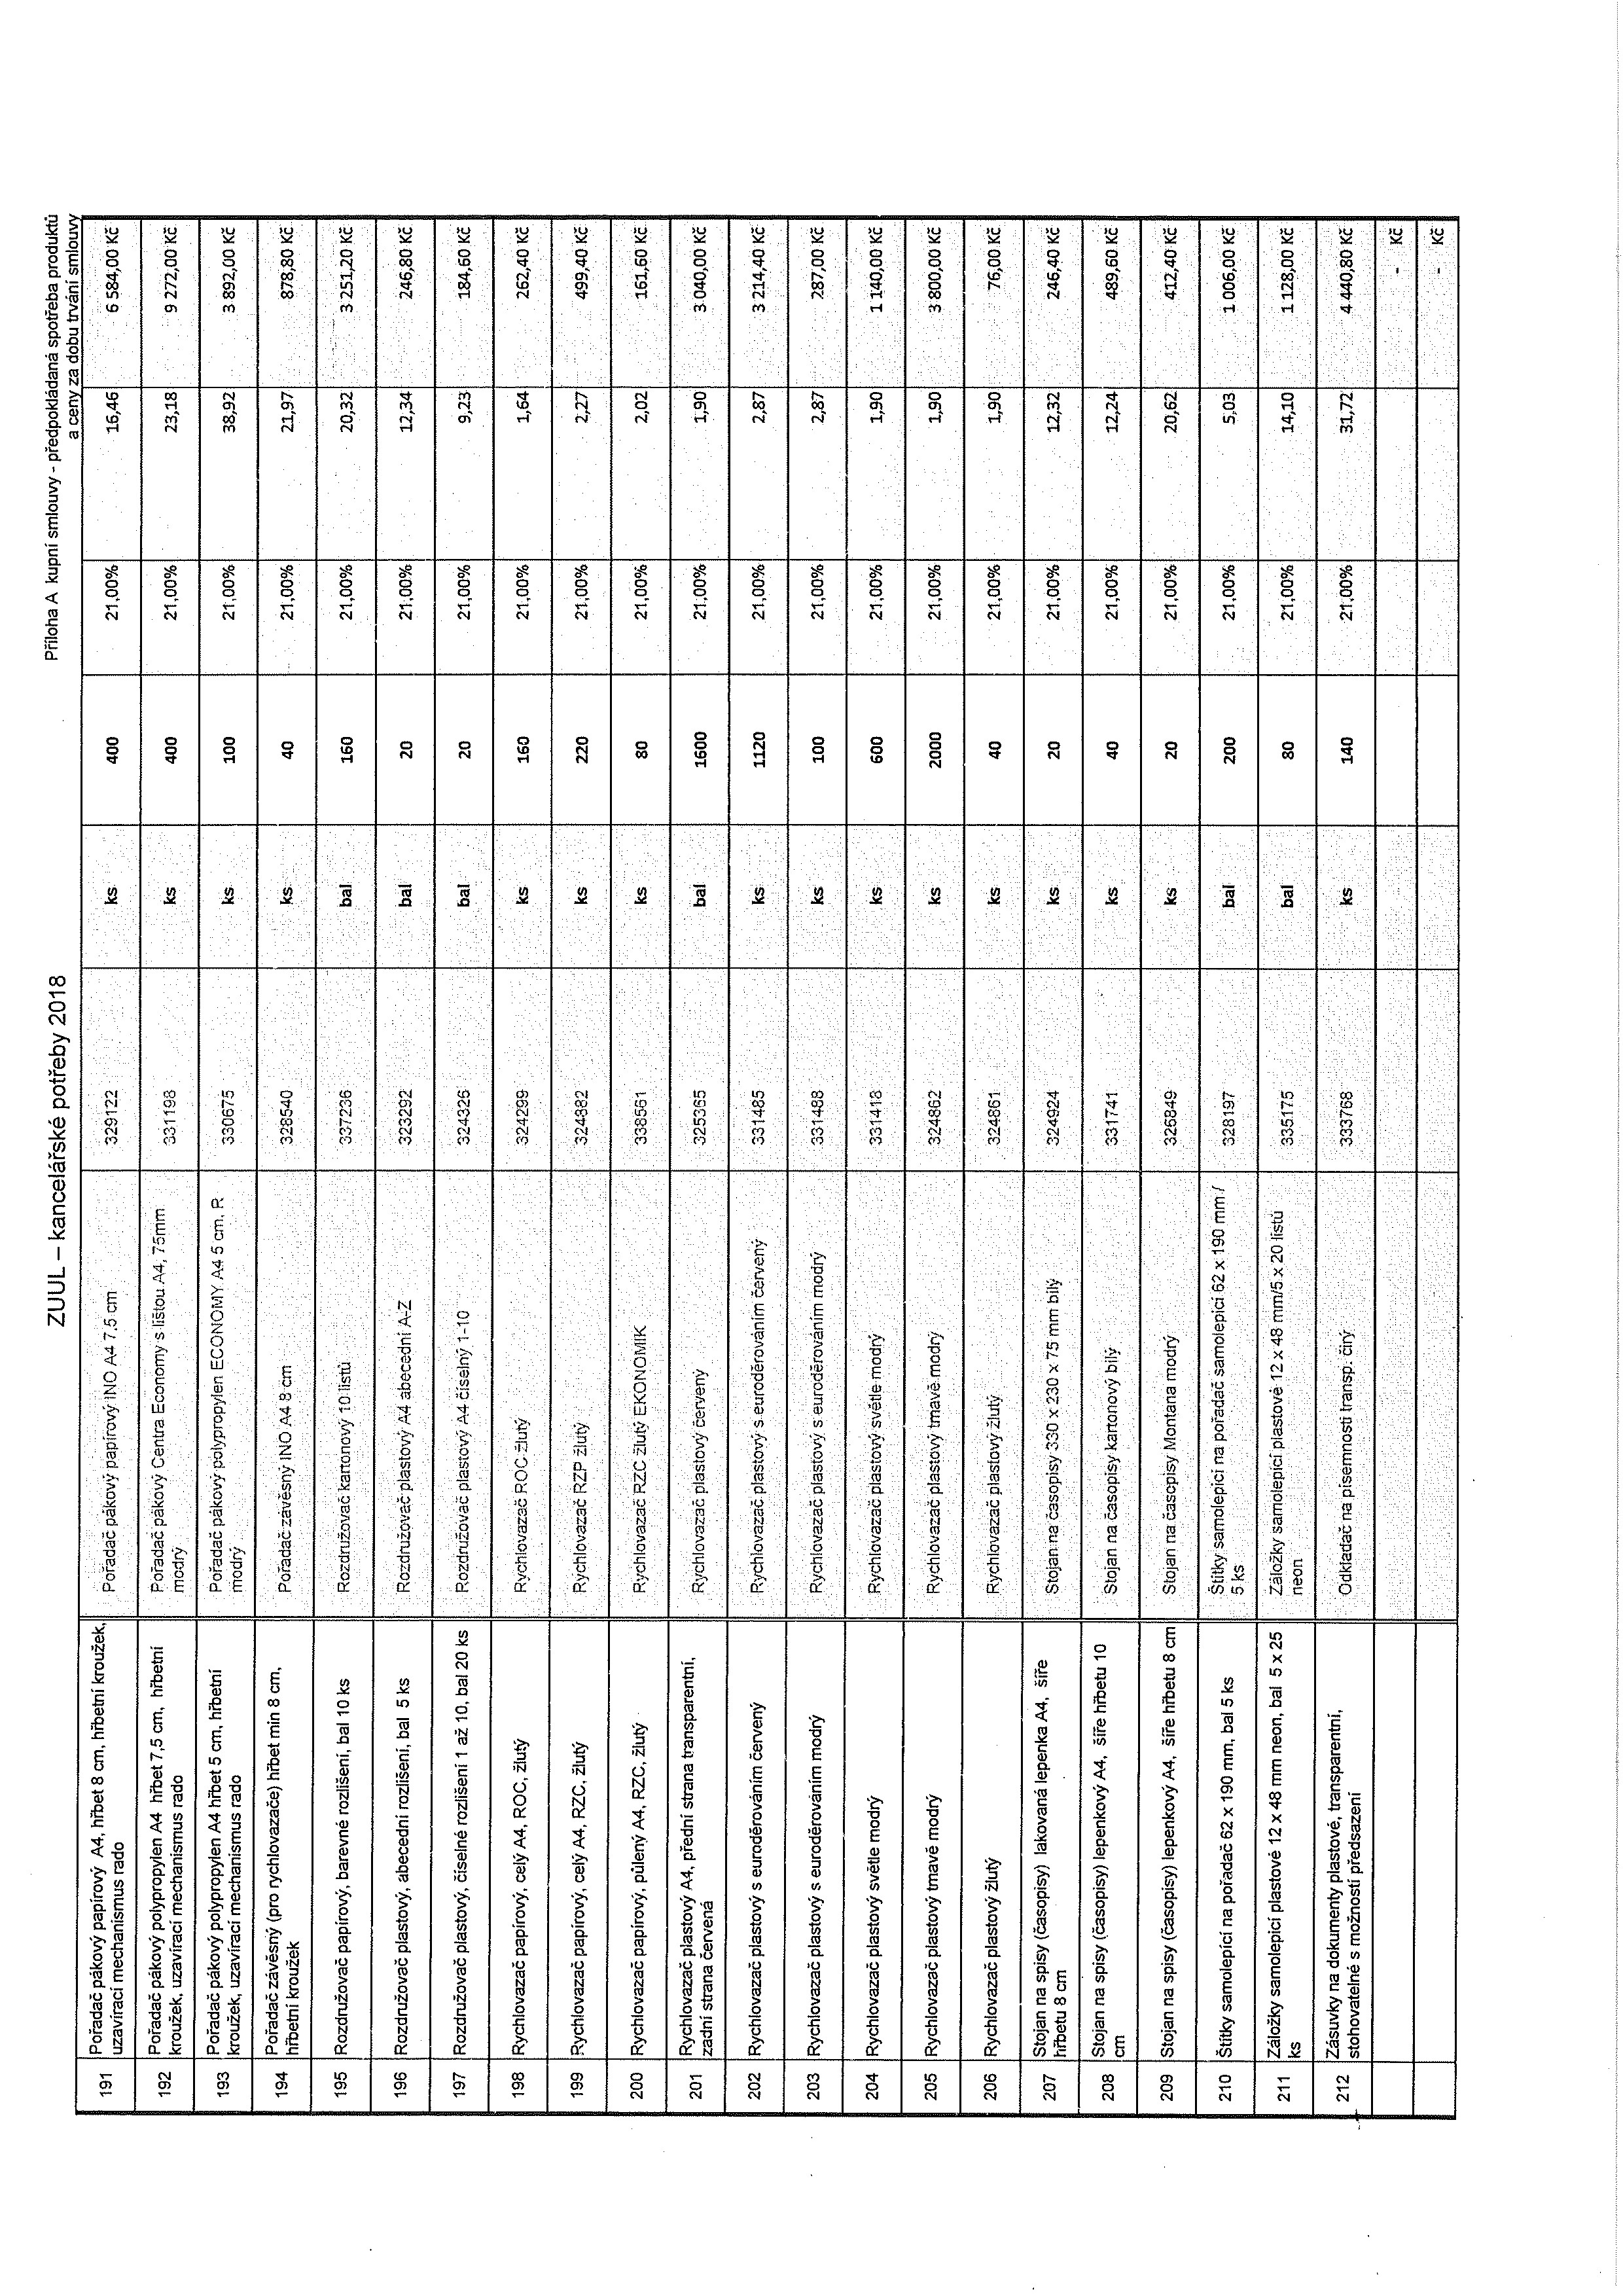 ZUUL – kancelářské potřeby 2018
Příloha A kupní smlouvy - předpokládaná spotřeba produktů
a ceny za dobu trvání smlouvy
191 Pořadač pákový papírový A4, hřbet 8 cm, hřbetní kroužek, uzavírací mechanismus rado Pořadač pákový papírový INO A4 7,5 cm 329122 ks 400 21,00% 16,46 6 584,00 Kč
192 Pořadač pákový polypropylen A4 hřbet 7,5 cm, hřbetní kroužek, uzavírací mechanismus rado Pořadač pákový Centra Economy s lištou A4, 75mm modrý 331198 ks 400 21,00% 23,18 9 272,00 Kč
193 Pořadač pákový polypropylen A4 hřbet 5 cm, hřbetní kroužek, uzavírací mechanismus rado Pořadač pákový polypropylen ECONOMY A4 5 cm, R modrý 330675 ks 100 21,00% 38,92 3 892,00 Kč
194 Pořadač závěsný (pro rychlovazače) hřbet min 8 cm, hřbetní kroužek Pořadač závěsný INO A4 8 cm 328540 ks 40 21,00% 21,97 878,80 Kč
195 Rozdružovač papírový, barevné rozlišení, bal 10 ks Rozdružovač kartonový 10 listů 337236 bal 160 21,00% 20,32 3 251,20 Kč
196 Rozdružovač plastový, abecední rozlišení, bal 5 ks Rozdružovač plastový A4 abecední A-Z 323292 bal 20 21,00% 12,34 246,80 Kč
197 Rozdružovač plastový, číselné rozlišení 1 až 10, bal 20 ks Rozdružovač plastový A4 číselný 1-10 324326 bal 20 21,00% 9,23 184,60 Kč
198 Rychlovazač papírový, celý A4, ROC, žlutý Rychlovazač ROC žlutý 324299 ks 160 21,00% 1,64 262,40 Kč
199 Rychlovazač papírový, celý A4, RZC, žlutý Rychlovazač RZP žlutý 324882 ks 220 21,00% 2,27 499,40 Kč
200 Rychlovazač papírový, půlený A4, RZC, žlutý Rychlovazač RZC žlutý EKONOMIK 338561 ks 80 21,00% 2,02 161,60 Kč
201 Rychlovazač plastový A4, přední strana transparentní, zadní strana červená Rychlovazač plastový červený 325365 bal 1600 21,00% 1,90 3 040,00 Kč
202 Rychlovazač plastový s euroděrováním červený Rychlovazač plastový s euroděrováním červený 331485 ks 1120 21,00% 2,87 3 214,40 Kč
203 Rychlovazač plastový s euroděrováním modrý Rychlovazač plastový s euroděrováním modrý 331488 ks 100 21,00% 2,87 287,00 Kč
204 Rychlovazač plastový světle modrý Rychlovazač plastový světle modrý 331418 ks 600 21,00% 1,90 1 140,00 Kč
205 Rychlovazač plastový tmavě modrý Rychlovazač plastový tmavě modrý 324862 ks 2000 21,00% 1,90 3 800,00 Kč
206 Rychlovazač plastový žlutý Rychlovazač plastový žlutý 324861 ks 40 21,00% 1,90 76,00 Kč
207 Stojan na spisy (časopisy) lakovaná lepenka A4, šíře hřbetu 8 cm Stojan na časopisy 330 x 230 x 75 mm bílý 324924 ks 20 21,00% 12,32 246,40 Kč
208 Stojan na spisy (časopisy) lepenkový A4, šíře hřbetu 10 cm Stojan na časopisy kartonový bílý 331741 ks 40 21,00% 12,24 489,60 Kč
209 Stojan na spisy (časopisy) lepenkový A4, šíře hřbetu 8 cm Stojan na časopisy Montana modrý 326849 ks 20 21,00% 20,62 412,40 Kč
210 Štítky samolepící na pořadač 62 x 190 mm, bal 5 ks Štítky samolepicí na pořadač samolepicí 62 x 190 mm / 5 ks 328197 bal 200 21,00% 5,03 1 006,00 Kč
211 Záložky samolepící plastové 12 x 48 mm neon, bal 5 x 25 ks Záložky samolepicí plastové 12 x 48 mm/5 x 20 listů neon 335175 bal 80 21,00% 14,10 1 128,00 Kč
212 Zásuvky na dokumenty plastové, transparentní, stohovatelné s možností předsazení Odkladač na písemnosti transp. čirý 333768 ks 140 21,00% 31,72 4 440,80 Kč
- Kč
- Kč